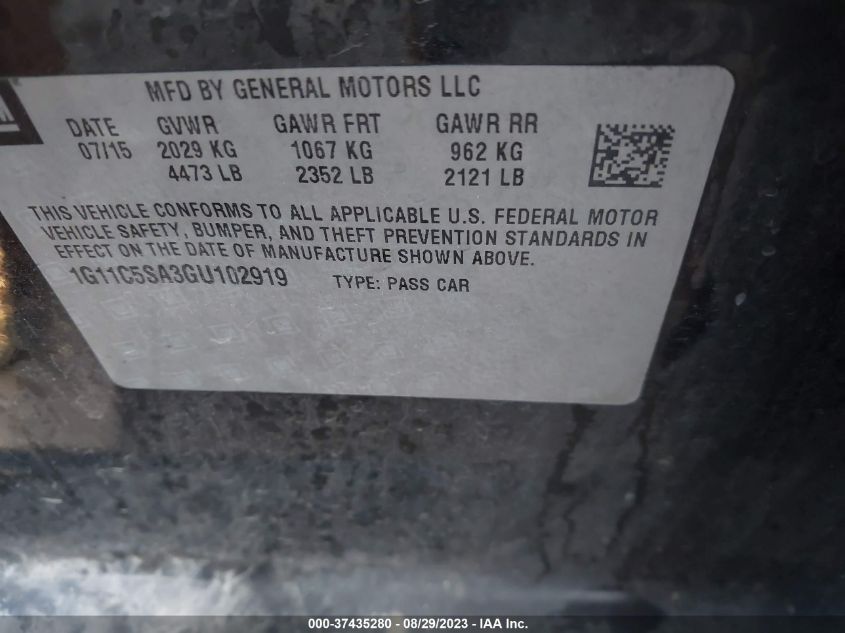 MFD BY GENERAL MOTORS LLC
DATE GVWR GAWR FRT GAWR RR
07/15 2029 KG 1067 KG 962 KG
4473 LB 2352 LB 2121 LB
THIS VEHICLE CONFORMS TO ALL APPLICABLE U.S. FEDERAL MOTOR
VEHICLE SAFETY, BUMPER, AND THEFT PREVENTION STANDARDS IN
EFFECT ON THE DATE OF MANUFACTURE SHOWN ABOVE.
1G11C5SA3GU102919 TYPE: PASS CAR
000-37435280 - 08/29/2023 - IAA Inc.